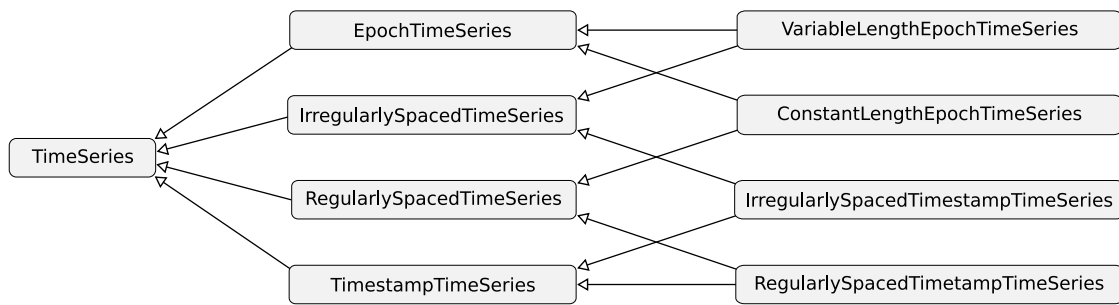 EpochTimeSeries
VariableLengthEpochTimeSeries
IrregularlySpacedTimeSeries
ConstantLengthEpochTimeSeries
TimeSeries
RegularlySpacedTimeSeries
IrregularlySpacedTimestampTimeSeries
TimestampTimeSeries
RegularlySpacedTimetampTimeSeries